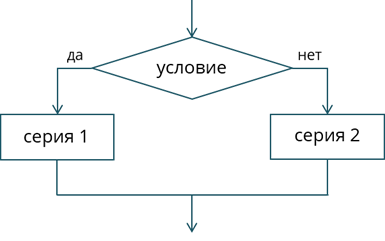 да
нет
условие
серия 1
серия 2